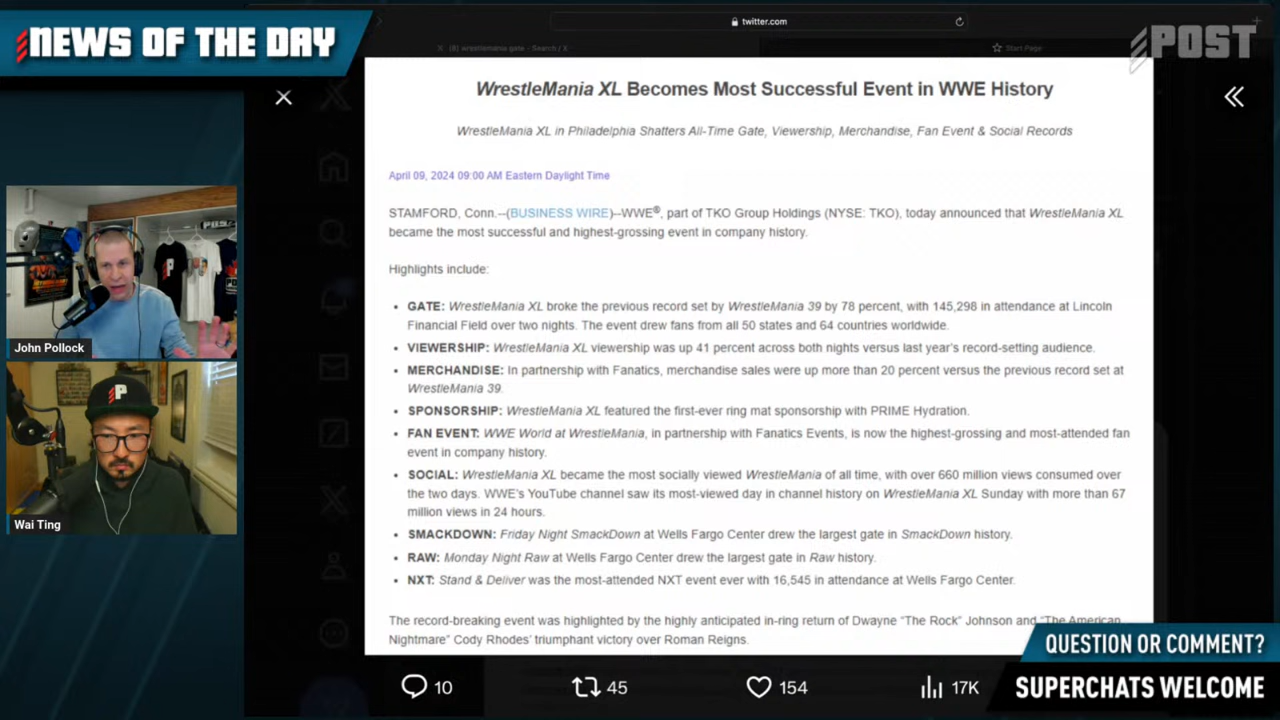 NEWS OF THE DAY
twitter.com
POST
(8) wrestlemania gate - Search / X
Start Page
WrestleMania XL Becomes Most Successful Event in WWE History
WrestleMania XL in Philadelphia Shatters All-Time Gate, Viewership, Merchandise, Fan Event & Social Records
April 09, 2024 09:00 AM Eastern Daylight Time
STAMFORD, Conn.--(BUSINESS WIRE)--WWE®, part of TKO Group Holdings (NYSE: TKO), today announced that WrestleMania XL
became the most successful and highest-grossing event in company history.
Highlights include:
• GATE: WrestleMania XL broke the previous record set by WrestleMania 39 by 78 percent, with 145,298 in attendance at Lincoln
Financial Field over two nights. The event drew fans from all 50 states and 64 countries worldwide.
• VIEWERSHIP: WrestleMania XL viewership was up 41 percent across both nights versus last year's record-setting audience.
• MERCHANDISE: In partnership with Fanatics, merchandise sales were up more than 20 percent versus the previous record set at
WrestleMania 39.
• SPONSORSHIP: WrestleMania XL featured the first-ever ring mat sponsorship with PRIME Hydration.
• FAN EVENT: WWE World at WrestleMania, in partnership with Fanatics Events, is now the highest-grossing and most-attended fan
event in company history.
• SOCIAL: WrestleMania XL became the most socially viewed WrestleMania of all time, with over 660 million views consumed over
the two days. WWE's YouTube channel saw its most-viewed day in channel history on WrestleMania XL Sunday with more than 67
million views in 24 hours.
• SMACKDOWN: Friday Night SmackDown at Wells Fargo Center drew the largest gate in SmackDown history.
• RAW: Monday Night Raw at Wells Fargo Center drew the largest gate in Raw history.
• NXT: Stand & Deliver was the most-attended NXT event ever with 16,545 in attendance at Wells Fargo Center.
The record-breaking event was highlighted by the highly anticipated in-ring return of Dwayne "The Rock" Johnson and "The American
Nightmare" Cody Rhodes' triumphant victory over Roman Reigns.
10
45
154
17K
John Pollock
Wai Ting
QUESTION OR COMMENT?
SUPERCHATS WELCOME